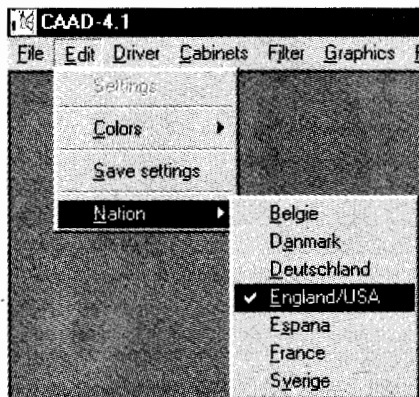 CAAD-4.1
File Edit Driver Cabinets Filter Graphics
Settings
Colors
Save settings
Nation
Belgie
Danmark
Deutschland
England/USA
Espana
France
Sverige